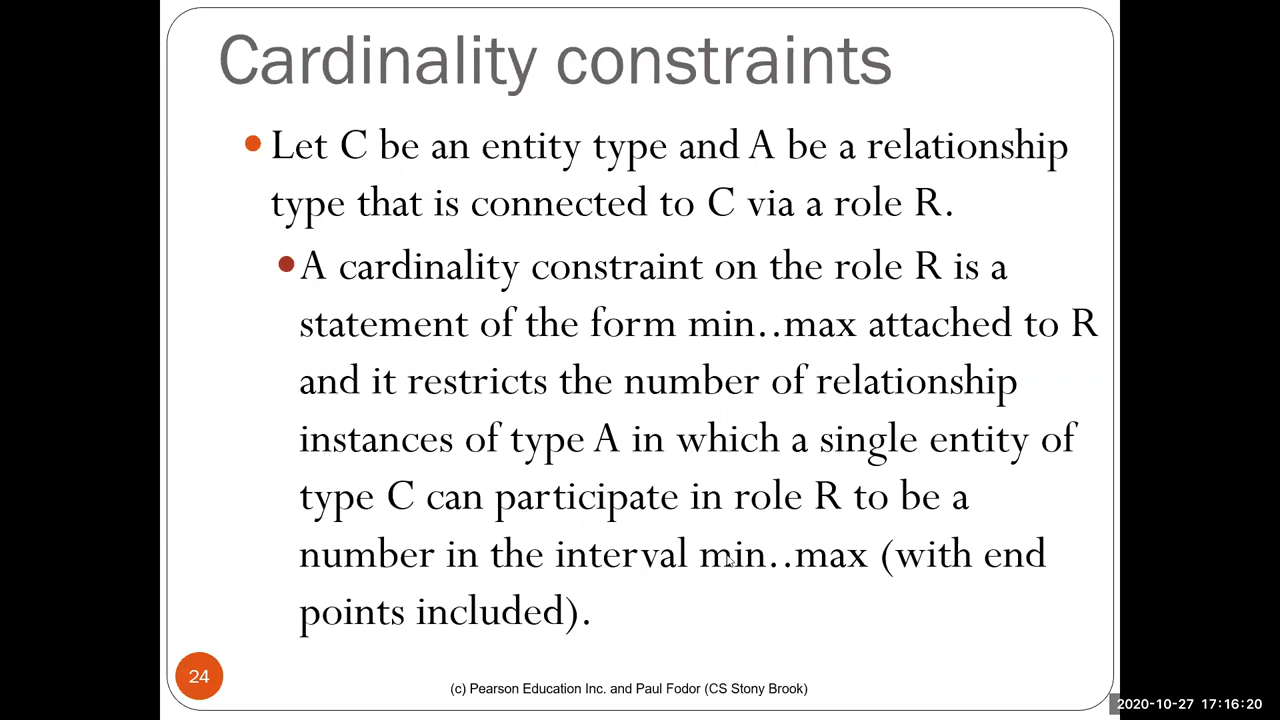 Cardinality constraints
Let C be an entity type and A be a relationship
type that is connected to C via a role R.
A cardinality constraint on the role R is a
statement of the form min..max attached to R
and it restricts the number of relationship
instances of type A in which a single entity of
type C can participate in role R to be a
number in the interval min..max (with end
points included).
24
(c) Pearson Education Inc. and Paul Fodor (CS Stony Brook)
2020-10-27 17:16:20